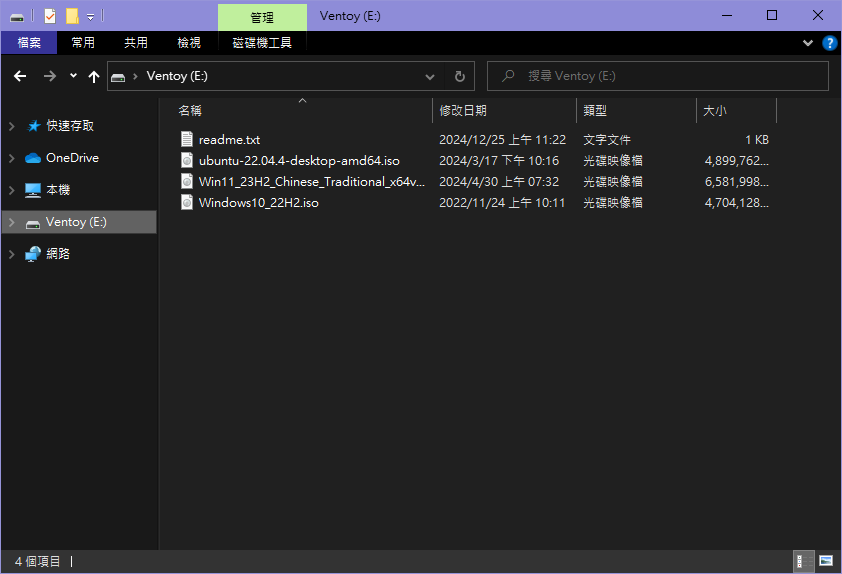 管理 Ventoy (E:)
檔案 常用 共用 檢視 磁碟機工具
Ventoy (E:) 搜尋 Ventoy (E:)
名稱 修改日期 類型 大小
快速存取
OneDrive
本機
Ventoy (E:)
網路
readme.txt 2024/12/25 上午 11:22 文字文件 1 KB
ubuntu-22.04.4-desktop-amd64.iso 2024/3/17 下午 10:16 光碟映像檔 4,899,762...
Win11_23H2_Chinese_Traditional_x64v... 2024/4/30 上午 07:32 光碟映像檔 6,581,998...
Windows10_22H2.iso 2022/11/24 上午 10:11 光碟映像檔 4,704,128...
4 個項目